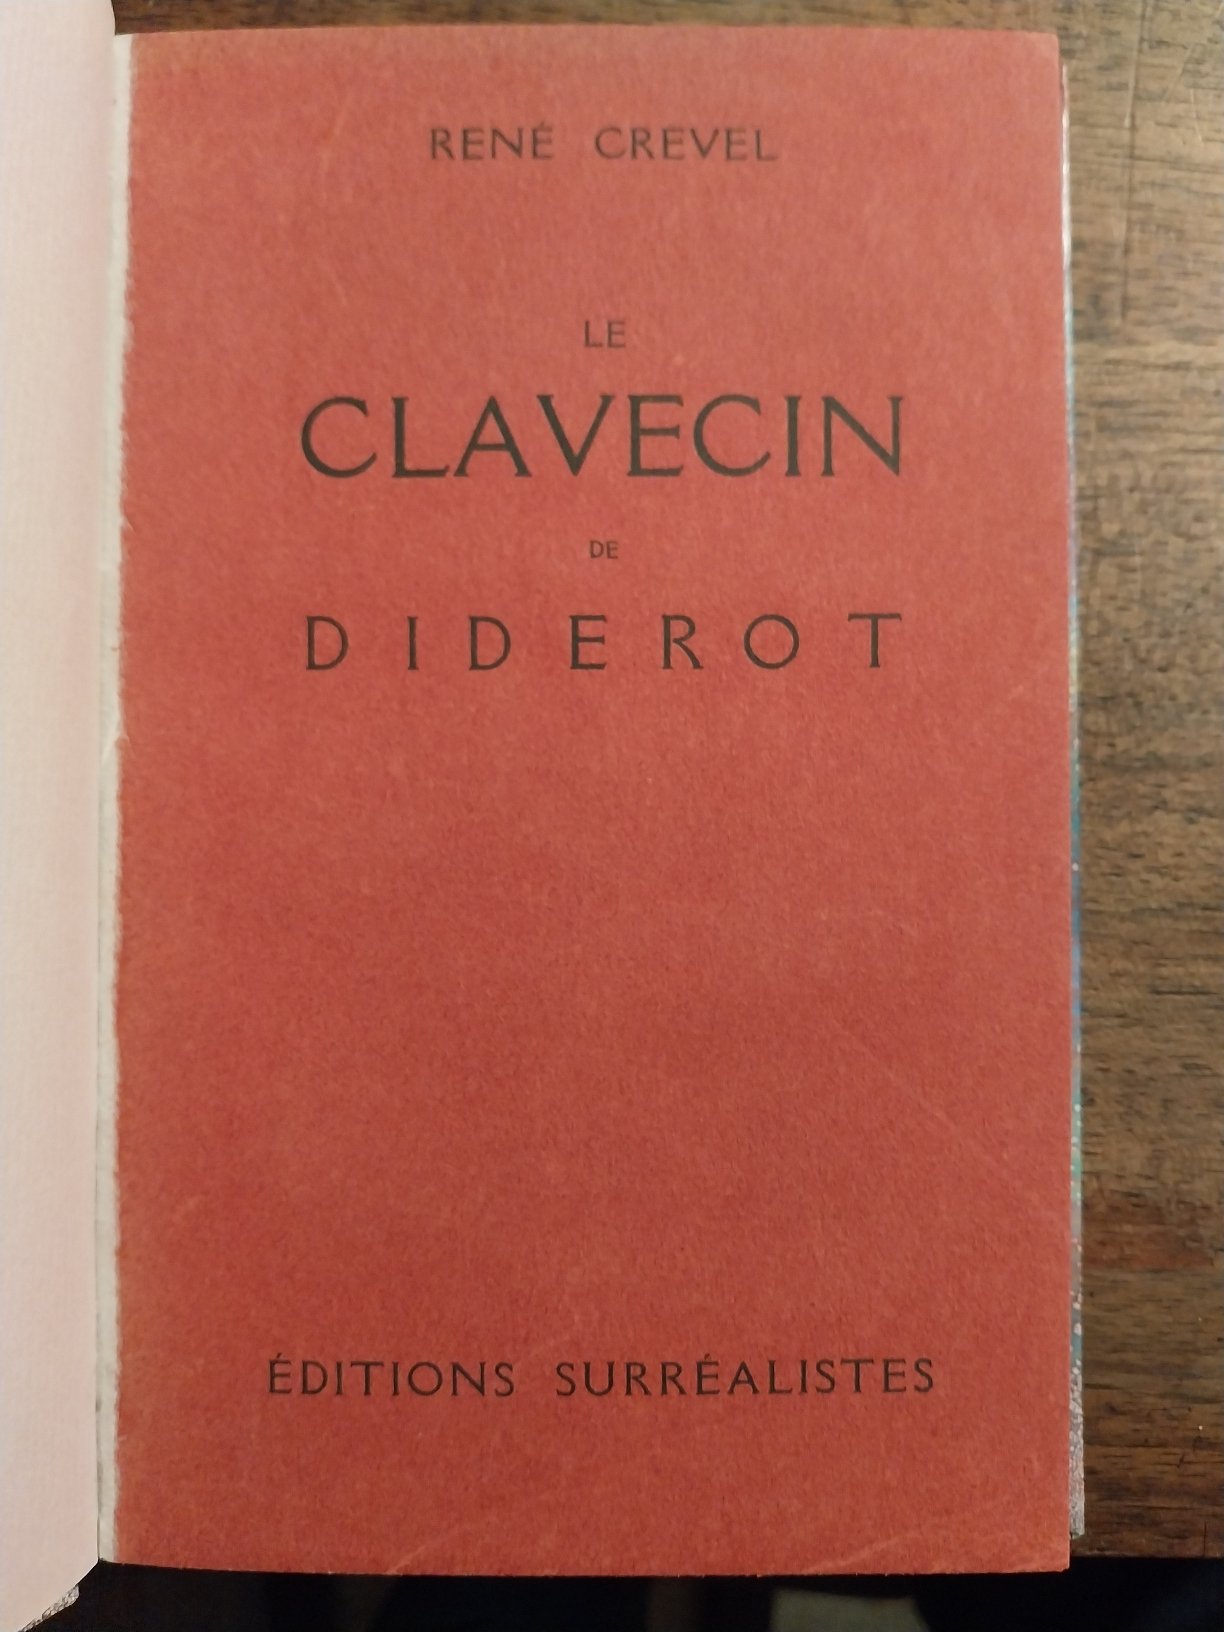 RENÉ CREVEL
LE
CLAVECIN
DE
DIDEROT
ÉDITIONS SURRÉALISTES